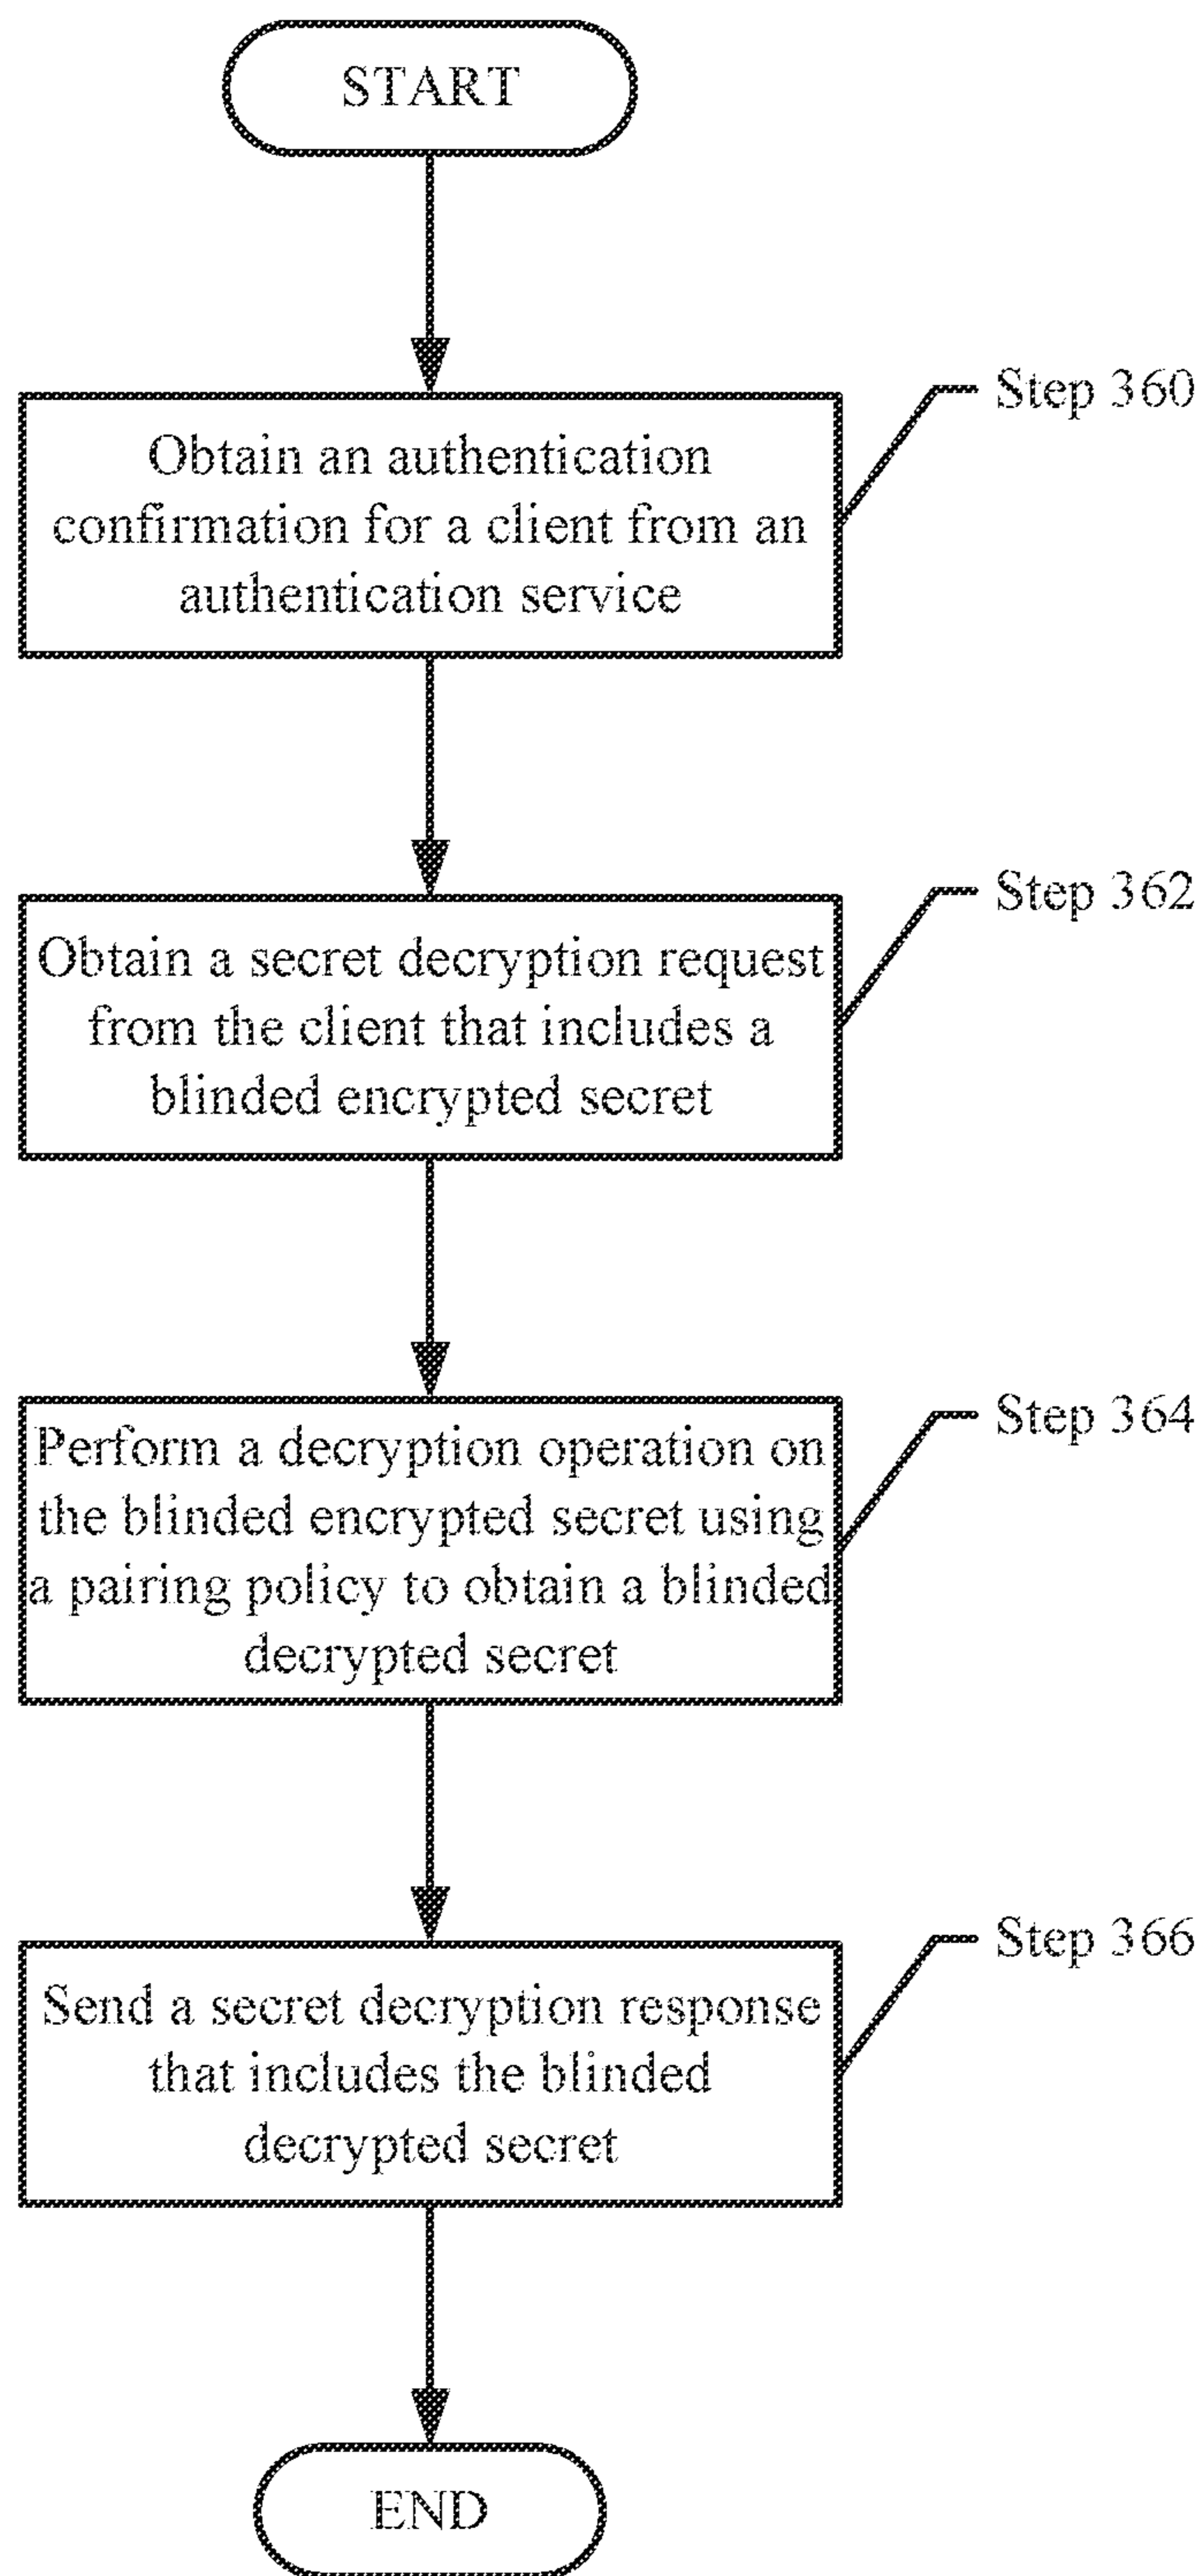 START
Step 360
Obtain an authentication
confirmation for a client from an
authentication service
Step 362
Obtain a secret decryption request
from the client that includes a
blinded encrypted secret
Step 364
Perform a decryption operation on
the blinded encrypted secret using
a pairing policy to obtain a blinded
decrypted secret
Step 366
Send a secret decryption response
that includes the blinded
decrypted secret
END